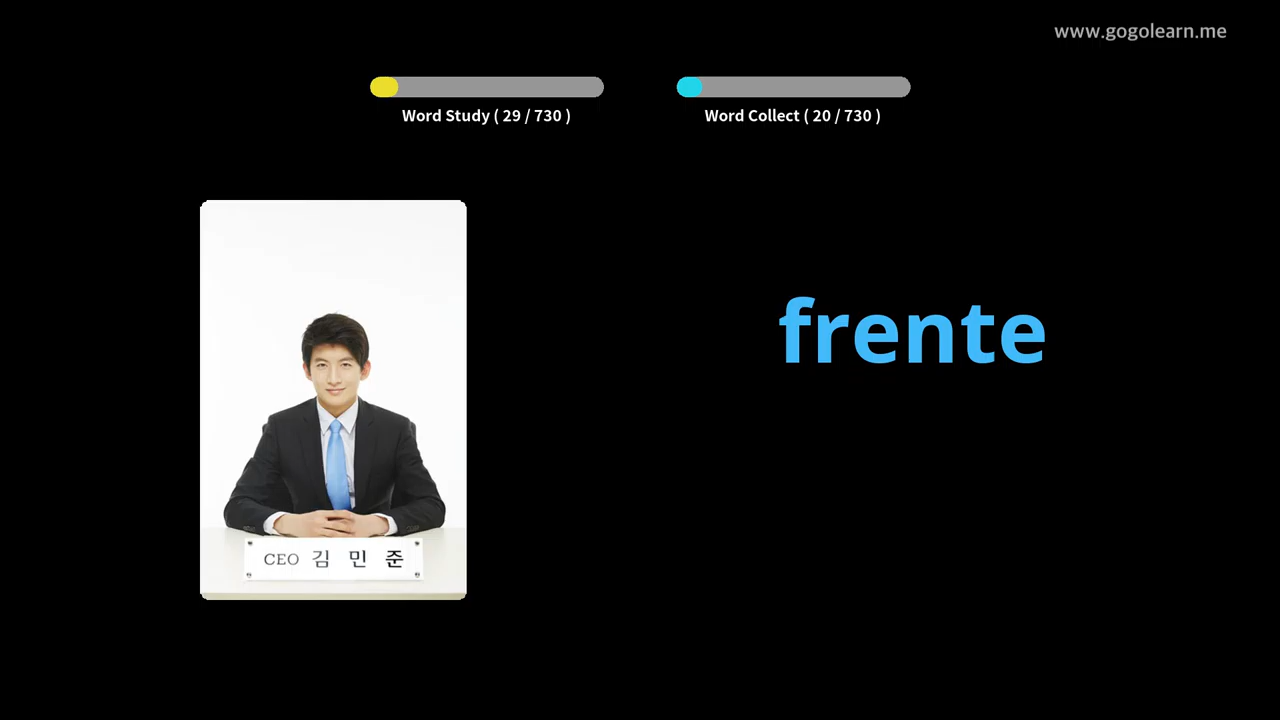 www.gogolearn.me
Word Study ( 29 / 730 )
Word Collect ( 20 / 730 )
frente
CEO 김 민 준